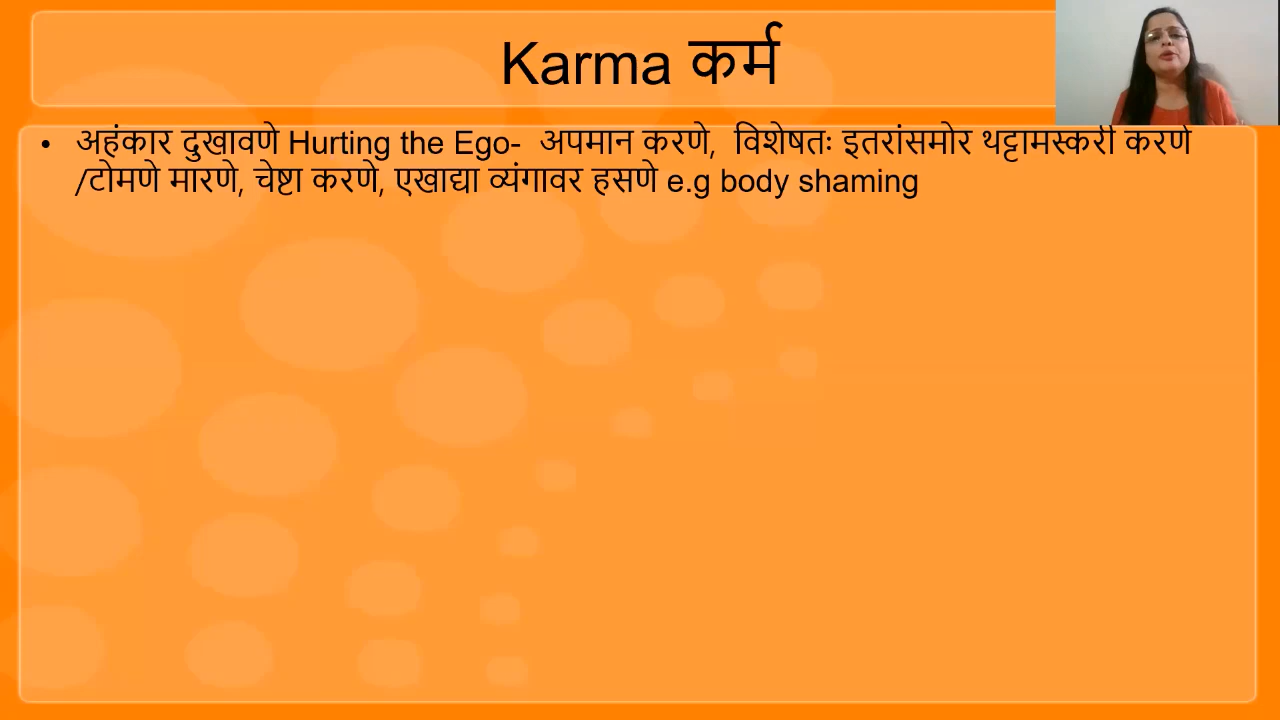 Karma कर्म
• अहंकार दुखावणे Hurting the Ego- अपमान करणे, विशेषतः इतरांसमोर थट्टामस्करी करणे
/टोमणे मारणे, चेष्टा करणे, एखाद्या व्यंगावर हसणे e.g body shaming